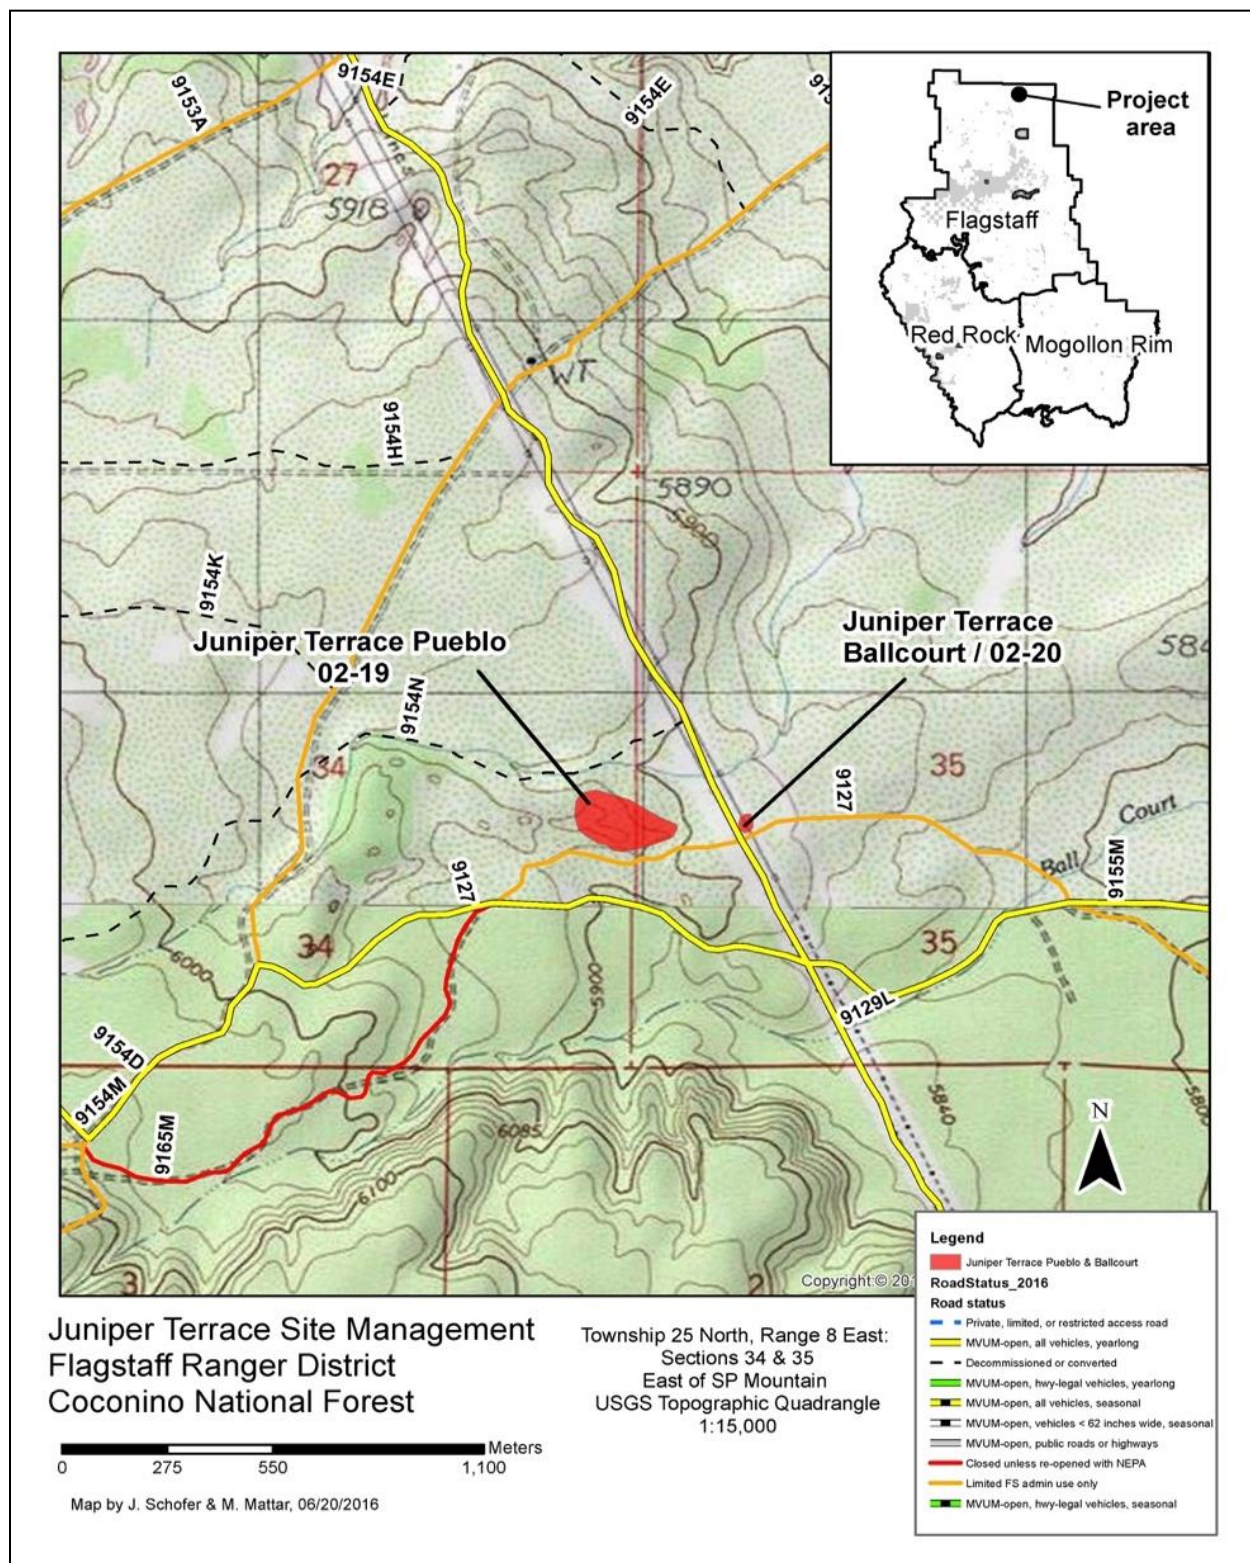 9154E
9154E
9153A
Project
area
27
5918
Flagstaff
Red Rock
Mogollon Rim
WT
9154H
5890
5900
9154K
Juniper Terrace Pueblo
02-19
Juniper Terrace
Ballcourt / 02-20
9154N
34
35
9127
Court
Ball
9155M
9127
34
35
6000
5900
9129L
9154D
9154M
9165M
5840
5800
6085
6100
N
3
2
Copyright:© 201
Legend
Juniper Terrace Pueblo & Ballcourt
RoadStatus_2016
Road status
Private, limited, or restricted access road
MVUM-open, all vehicles, yearlong
Decommissioned or converted
MVUM-open, hwy-legal vehicles, yearlong
MVUM-open, all vehicles, seasonal
MVUM-open, vehicles < 62 inches wide, seasonal
MVUM-open, public roads or highways
Closed unless re-opened with NEPA
Limited FS admin use only
MVUM-open, hwy-legal vehicles, seasonal
Juniper Terrace Site Management
Flagstaff Ranger District
Coconino National Forest
Township 25 North, Range 8 East:
Sections 34 & 35
East of SP Mountain
USGS Topographic Quadrangle
1:15,000
Meters
0 275 550 1,100
Map by J. Schofer & M. Mattar, 06/20/2016